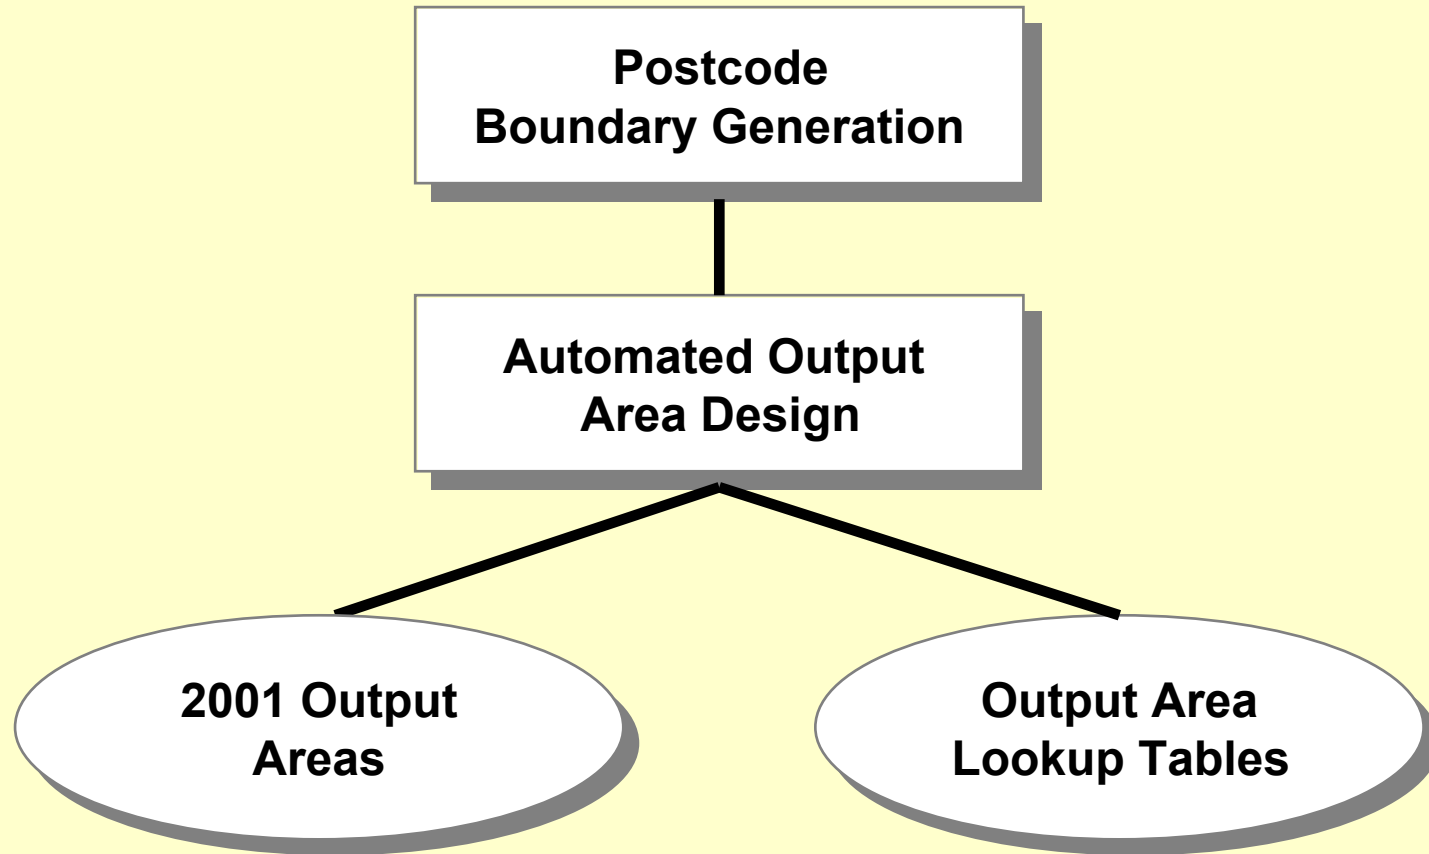 Postcode
Boundary Generation
Automated Output
Area Design
2001 Output
Areas
Output Area
Lookup Tables